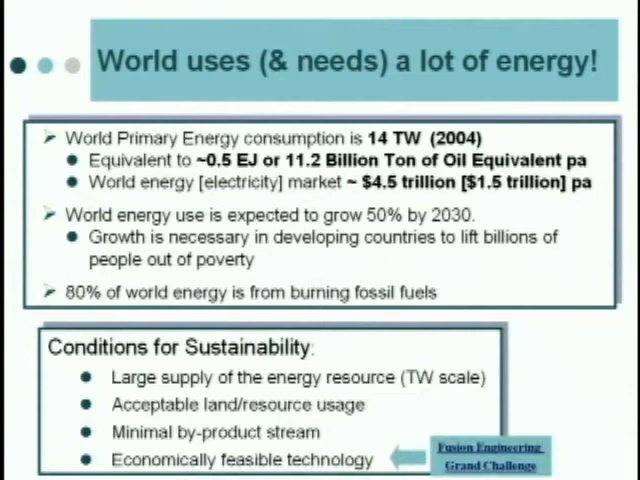 World uses (& needs) a lot of energy!
World Primary Energy consumption is 14 TW (2004)
Equivalent to ~0.5 EJ or 11.2 Billion Ton of Oil Equivalent pa
World energy [electricity] market ~ $4.5 trillion [$1.5 trillion] pa
World energy use is expected to grow 50% by 2030.
Growth is necessary in developing countries to lift billions of
people out of poverty
80% of world energy is from burning fossil fuels
Conditions for Sustainability:
Large supply of the energy resource (TW scale)
Acceptable land/resource usage
Minimal by-product stream
Economically feasible technology
Fusion Engineering
Grand Challenge